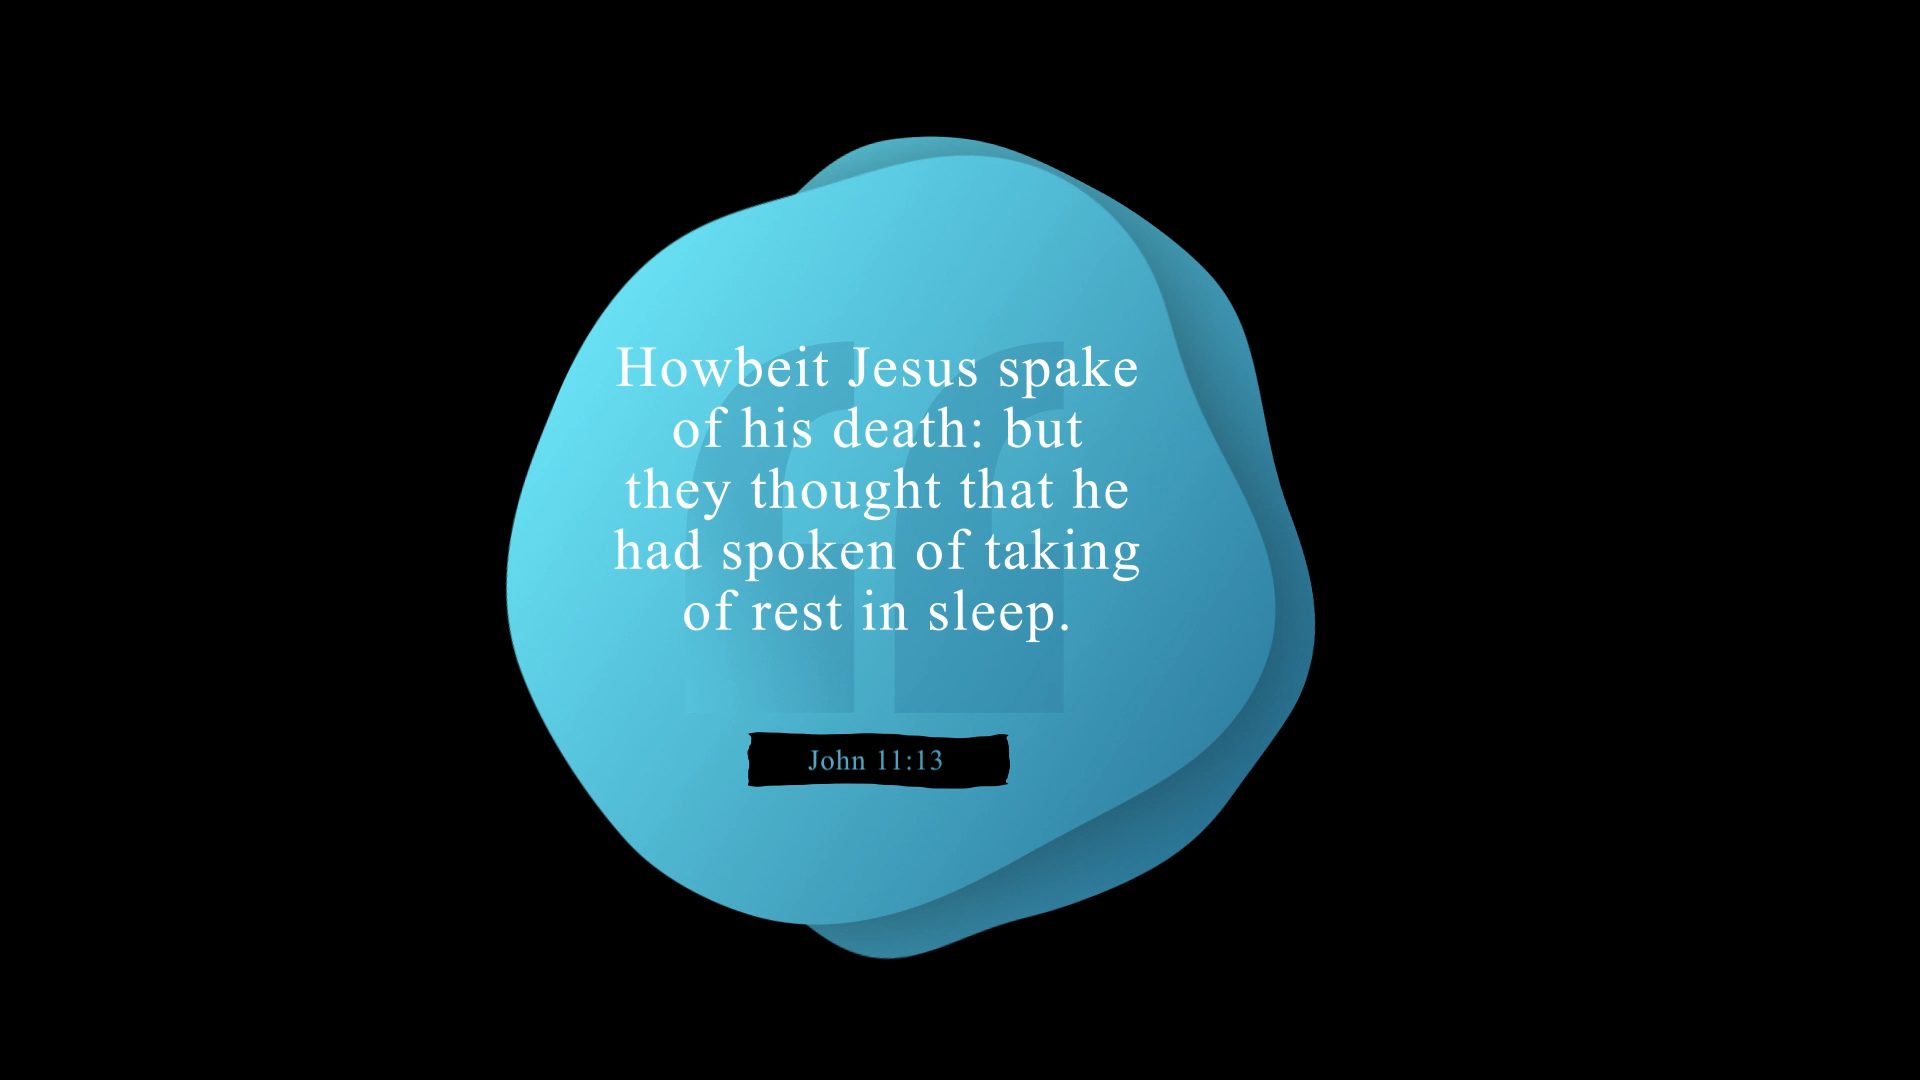 Howbeit Jesus spake
of his death: but
they thought that he
had spoken of taking
of rest in sleep.
John 11:13